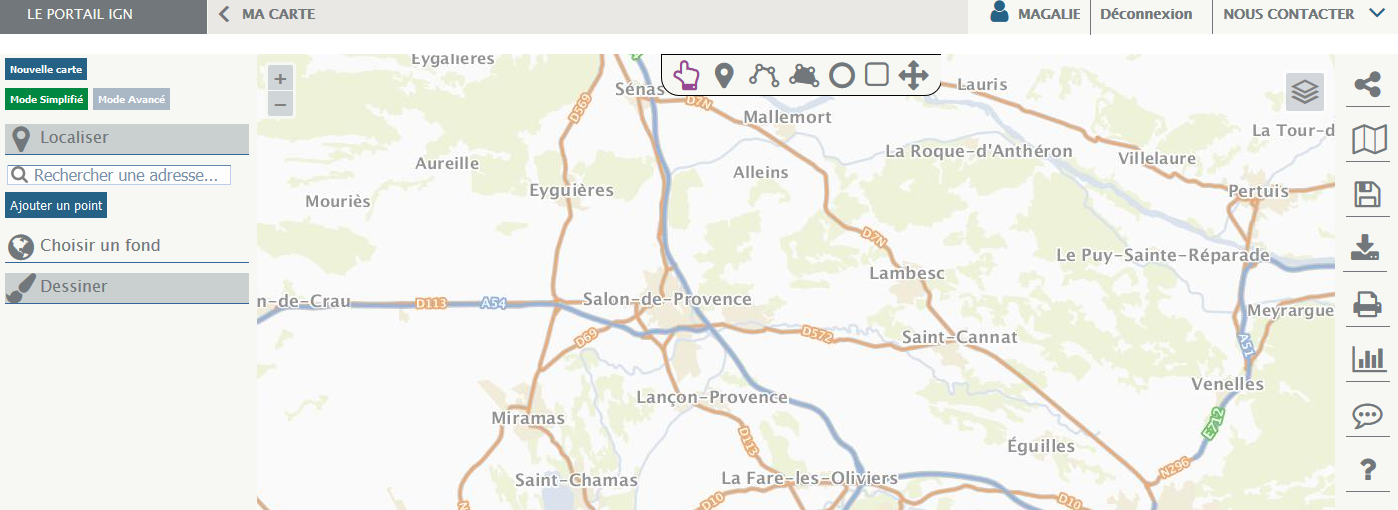 LE PORTAIL IGN
MA CARTE
MAGALIE
Déconnexion
NOUS CONTACTER
Nouvelle carte
Mode Simplifié
Mode Avancé
Localiser
Rechercher une adresse...
Ajouter un point
Choisir un fond
Dessiner
+
−
Eygalières
Sénas
D7N
Lauris
D569
Mallemort
La Tour-d
La Roque-d'Anthéron
Villelaure
Aureille
Alleins
Eyguières
Pertuis
Mouriès
D7N
Le Puy-Sainte-Réparade
Lambesc
n-de-Crau
D113
A54
Salon-de-Provence
Meyrargue
D69
D572
Saint-Cannat
A51
Venelles
Lançon-Provence
Miramas
E712
D113
Éguilles
N296
Saint-Chamas
La Fare-les-Oliviers
D10
D10
N
?